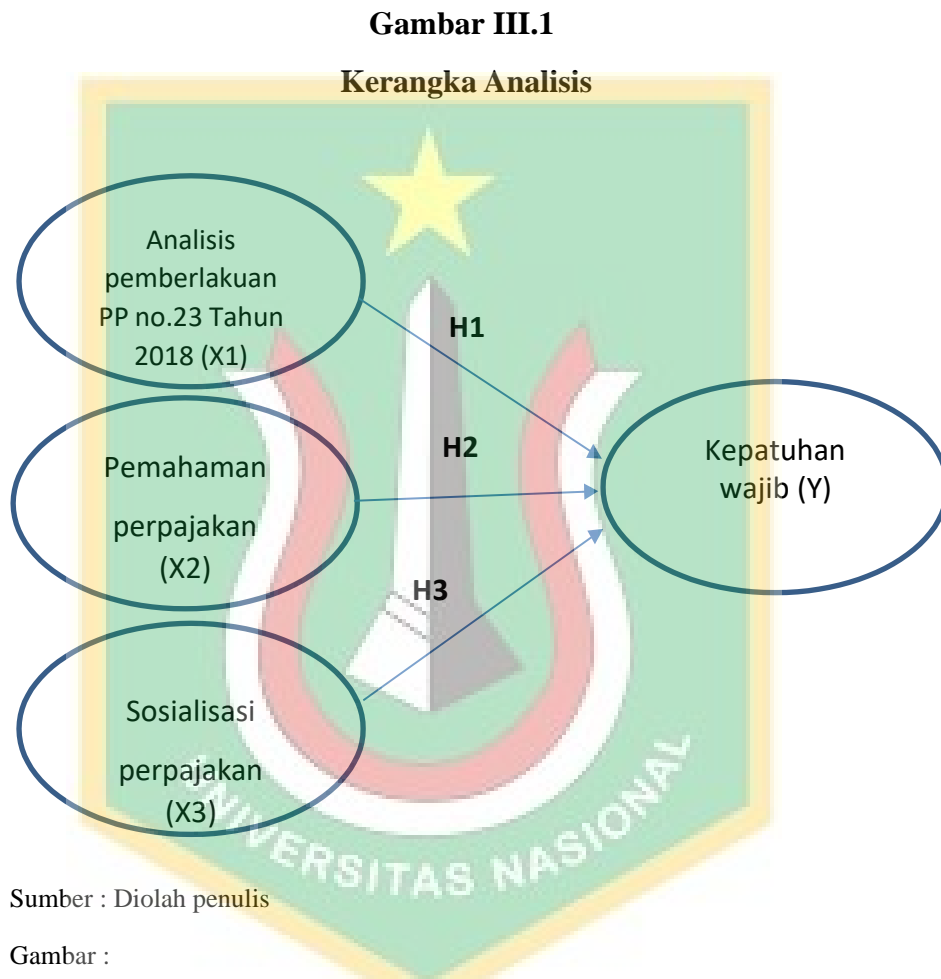 Gambar III.1
Kerangka Analisis
Analisis
pemberlakuan
PP no.23 Tahun
2018 (X1)
H1
Pemahaman
perpajakan
(X2)
H2
Kepatuhan
wajib (Y)
H3
Sosialisasi
perpajakan
(X3)
UNIVERSITAS NASIONAL
Sumber : Diolah penulis
Gambar :